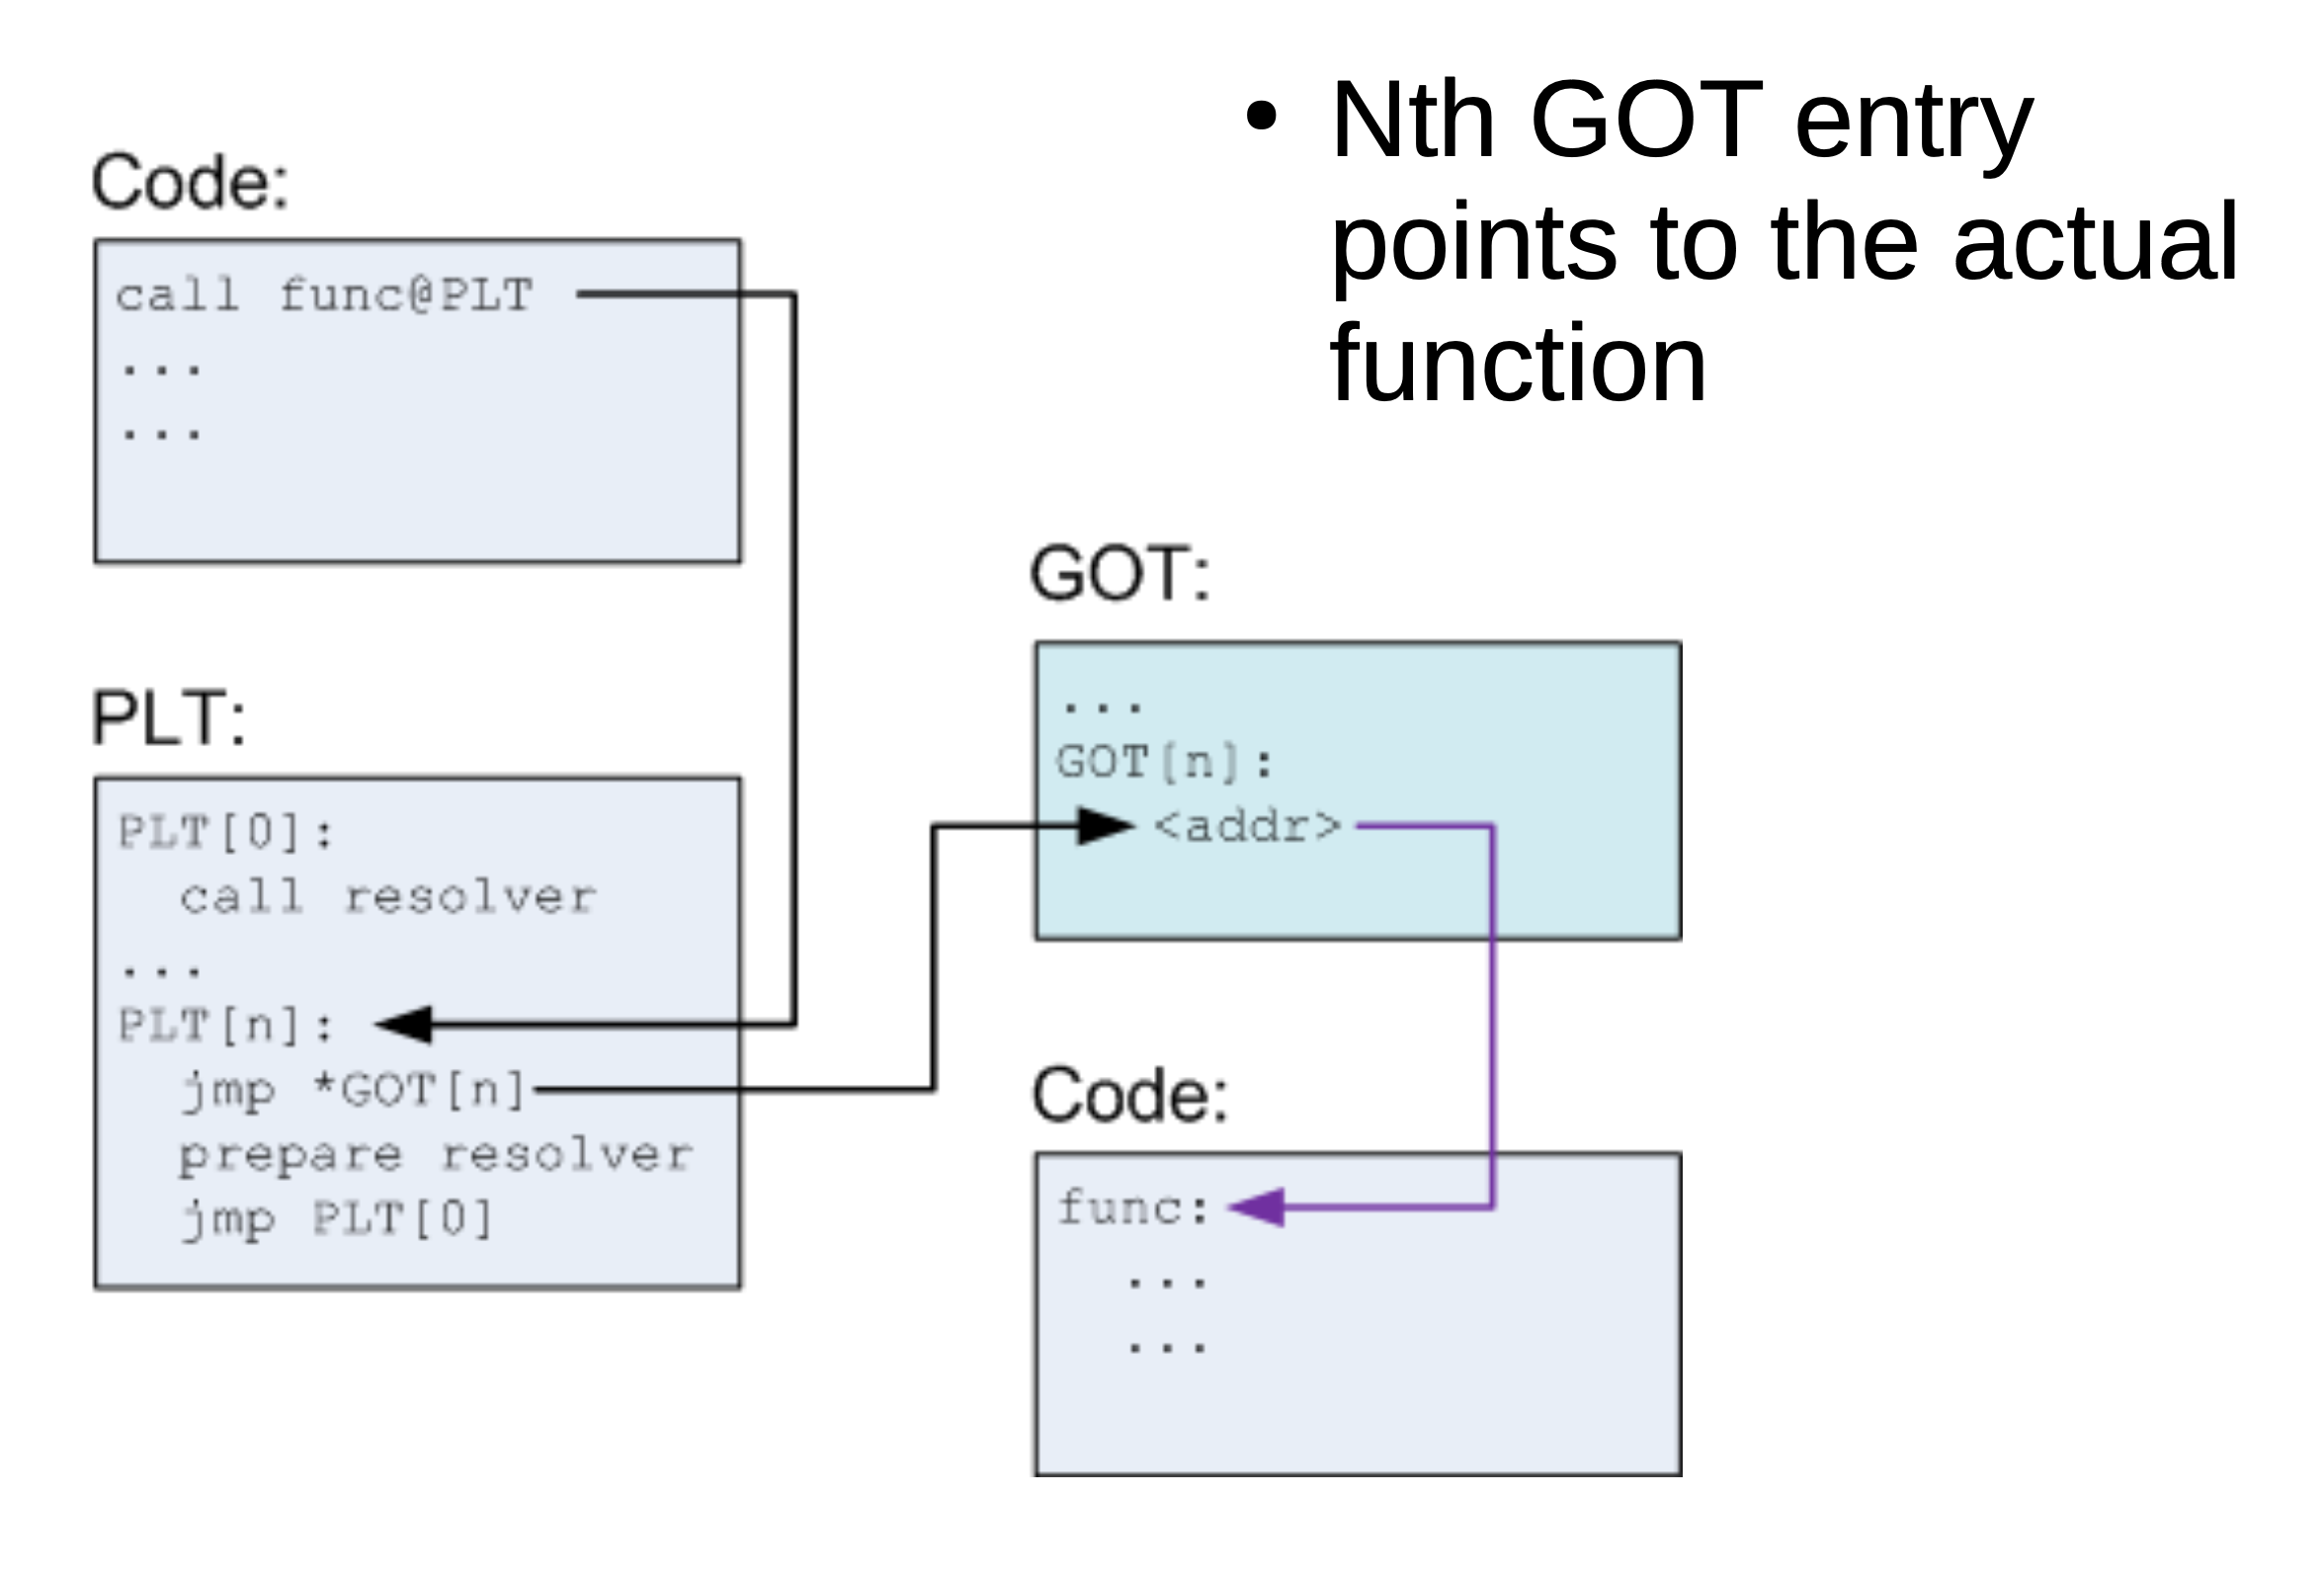 • Nth GOT entry
points to the actual
function
Code:
call func@PLT
...
...
PLT:
PLT[0]:
call resolver
...
PLT[n]:
jmp *GOT[n]
prepare resolver
jmp PLT[0]
GOT:
...
GOT[n]:
<addr>
Code:
func:
...
...